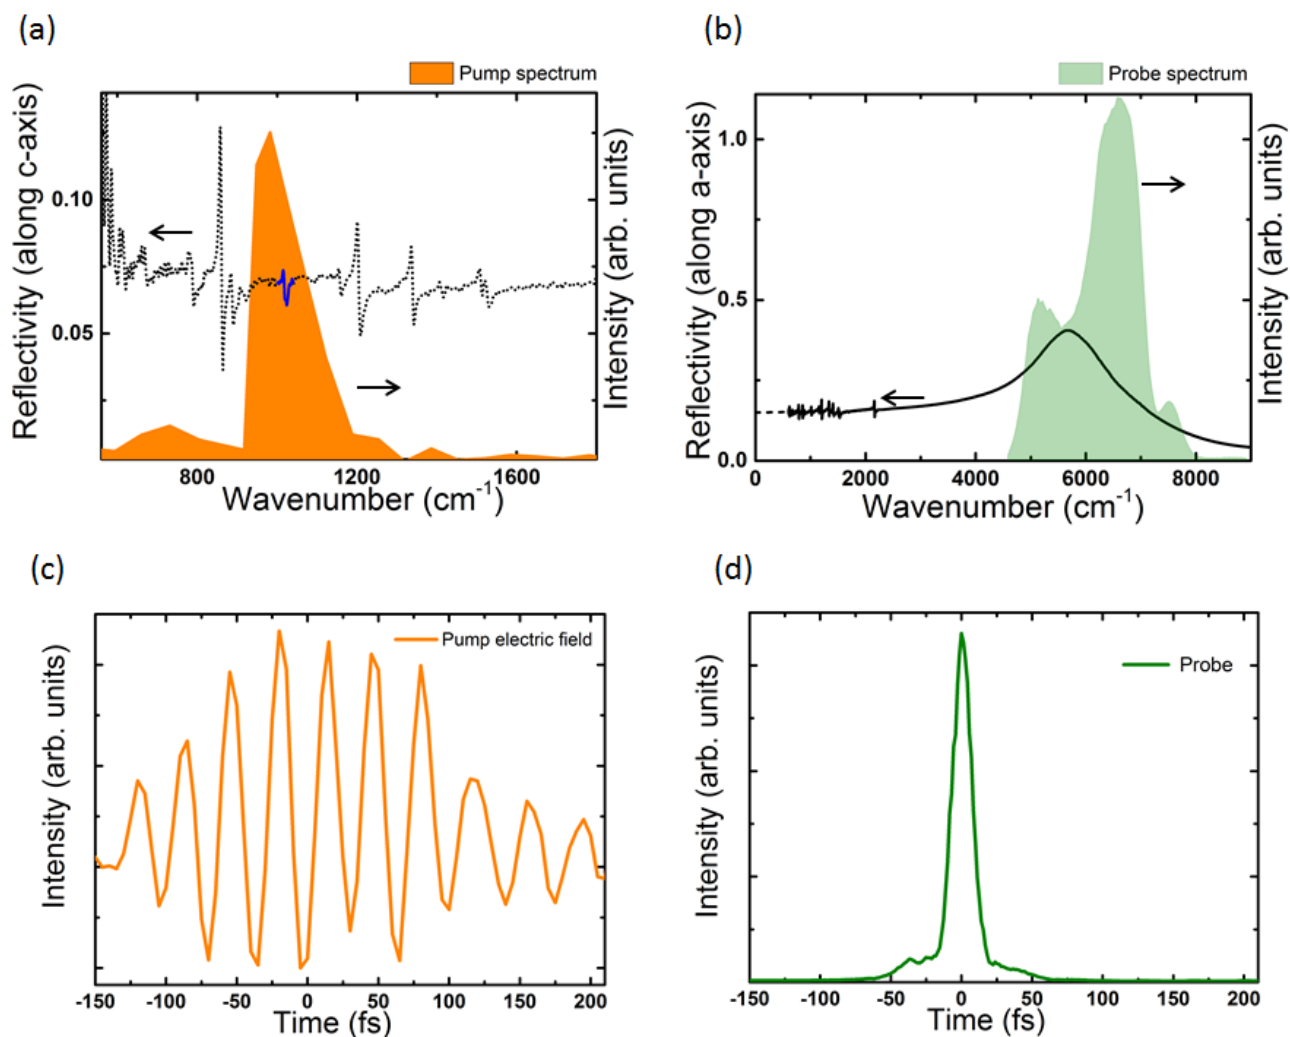 (a)
Pump spectrum
Reflectivity (along c-axis)
0.10
0.05
Intensity (arb. units)
800 1200 1600
Wavenumber (cm⁻¹)
(b)
Probe spectrum
Reflectivity (along a-axis)
1.0
0.5
0.0
Intensity (arb. units)
0 2000 4000 6000 8000
Wavenumber (cm⁻¹)
(c)
Pump electric field
Intensity (arb. units)
-150 -100 -50 0 50 100 150 200
Time (fs)
(d)
Probe
Intensity (arb. units)
-150 -100 -50 0 50 100 150 200
Time (fs)